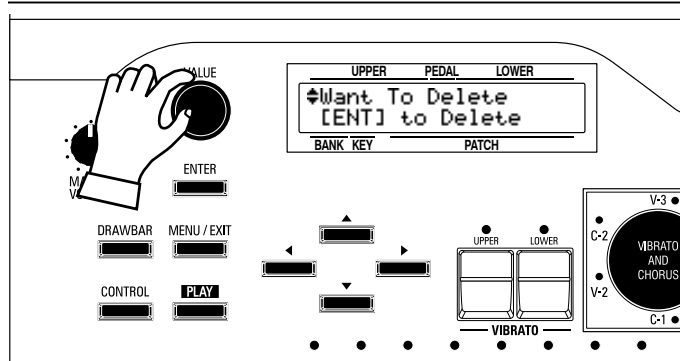 VALUE
UPPER PEDAL LOWER
Want To Delete
[ENT] to Delete
BANK KEY PATCH
ENTER
DRAWBAR MENU / EXIT
CONTROL PLAY
UPPER LOWER
VIBRATO
V-3
C-2
VIBRATO
AND
CHORUS
V-2
C-1